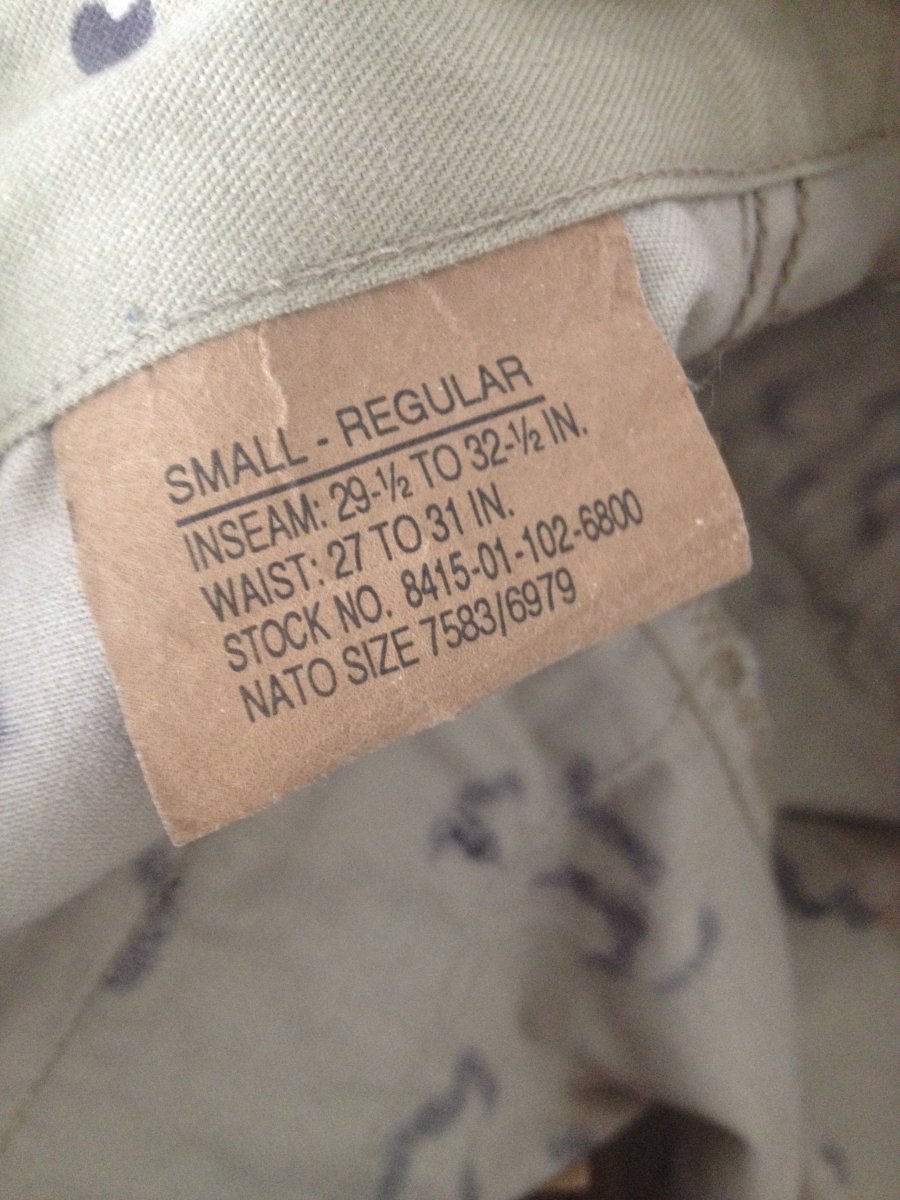 SMALL - REGULAR
INSEAM: 29-½ TO 32-½ IN.
WAIST: 27 TO 31 IN.
STOCK NO. 8415-01-102-6800
NATO SIZE 7583/6979